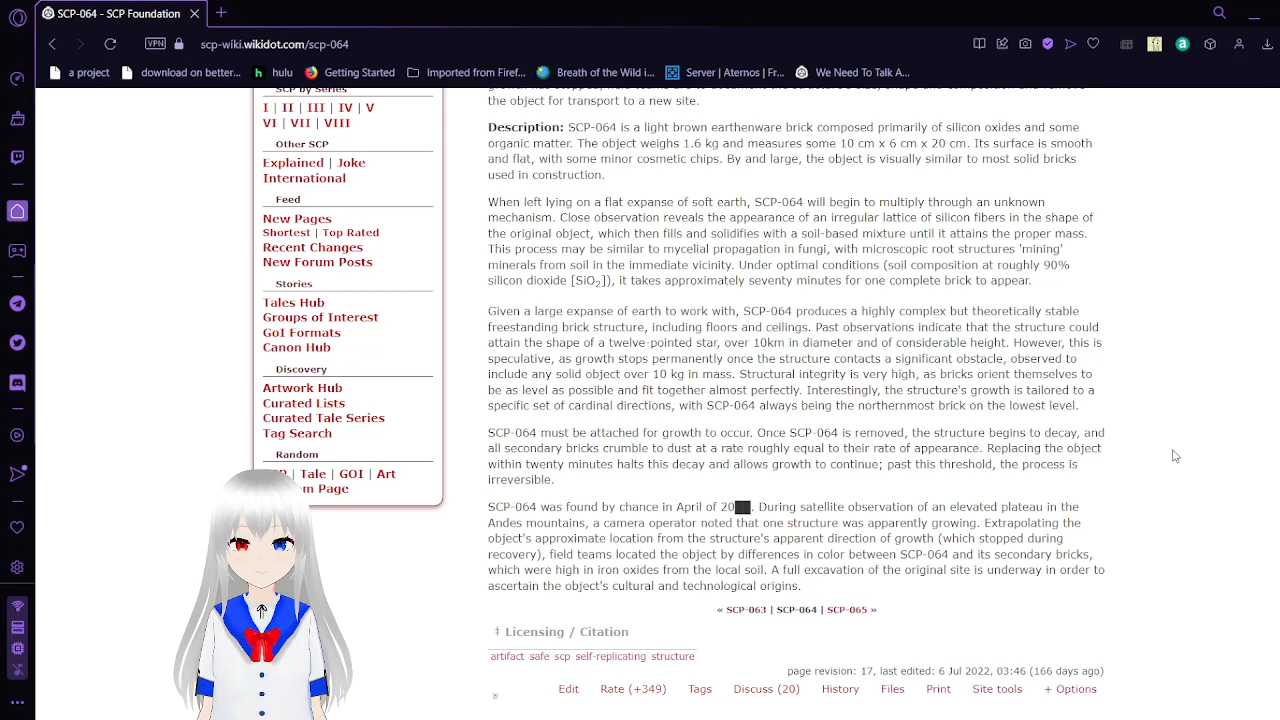 SCP-064 - SCP Foundation
VPN
scp-wiki.wikidot.com/scp-064
a project
download on better...
hulu
Getting Started
Imported from Firef...
Breath of the Wild i...
Server | Aternos | Fr...
We Need To Talk A...
SCP by Series
I | II | III | IV | V
VI | VII | VIII
Other SCP
Explained | Joke
International
Feed
New Pages
Shortest | Top Rated
Recent Changes
New Forum Posts
Stories
Tales Hub
Groups of Interest
GoI Formats
Canon Hub
Discovery
Artwork Hub
Curated Lists
Curated Tale Series
Tag Search
Random
| Tale | GOI | Art
Page
the object for transport to a new site.
Description: SCP-064 is a light brown earthenware brick composed primarily of silicon oxides and some
organic matter. The object weighs 1.6 kg and measures some 10 cm x 6 cm x 20 cm. Its surface is smooth
and flat, with some minor cosmetic chips. By and large, the object is visually similar to most solid bricks
used in construction.
When left lying on a flat expanse of soft earth, SCP-064 will begin to multiply through an unknown
mechanism. Close observation reveals the appearance of an irregular lattice of silicon fibers in the shape of
the original object, which then fills and solidifies with a soil-based mixture until it attains the proper mass.
This process may be similar to mycelial propagation in fungi, with microscopic root structures 'mining'
minerals from soil in the immediate vicinity. Under optimal conditions (soil composition at roughly 90%
silicon dioxide [SiO2]), it takes approximately seventy minutes for one complete brick to appear.
Given a large expanse of earth to work with, SCP-064 produces a highly complex but theoretically stable
freestanding brick structure, including floors and ceilings. Past observations indicate that the structure could
attain the shape of a twelve-pointed star, over 10km in diameter and of considerable height. However, this is
speculative, as growth stops permanently once the structure contacts a significant obstacle, observed to
include any solid object over 10 kg in mass. Structural integrity is very high, as bricks orient themselves to
be as level as possible and fit together almost perfectly. Interestingly, the structure's growth is tailored to a
specific set of cardinal directions, with SCP-064 always being the northernmost brick on the lowest level.
SCP-064 must be attached for growth to occur. Once SCP-064 is removed, the structure begins to decay, and
all secondary bricks crumble to dust at a rate roughly equal to their rate of appearance. Replacing the object
within twenty minutes halts this decay and allows growth to continue; past this threshold, the process is
irreversible.
SCP-064 was found by chance in April of 20██. During satellite observation of an elevated plateau in the
Andes mountains, a camera operator noted that one structure was apparently growing. Extrapolating the
object's approximate location from the structure's apparent direction of growth (which stopped during
recovery), field teams located the object by differences in color between SCP-064 and its secondary bricks,
which were high in iron oxides from the local soil. A full excavation of the original site is underway in order to
ascertain the object's cultural and technological origins.
« SCP-063 | SCP-064 | SCP-065 »
‡ Licensing / Citation
artifact safe scp self-replicating structure
page revision: 17, last edited: 6 Jul 2022, 03:46 (166 days ago)
Edit Rate (+349) Tags Discuss (20) History Files Print Site tools + Options